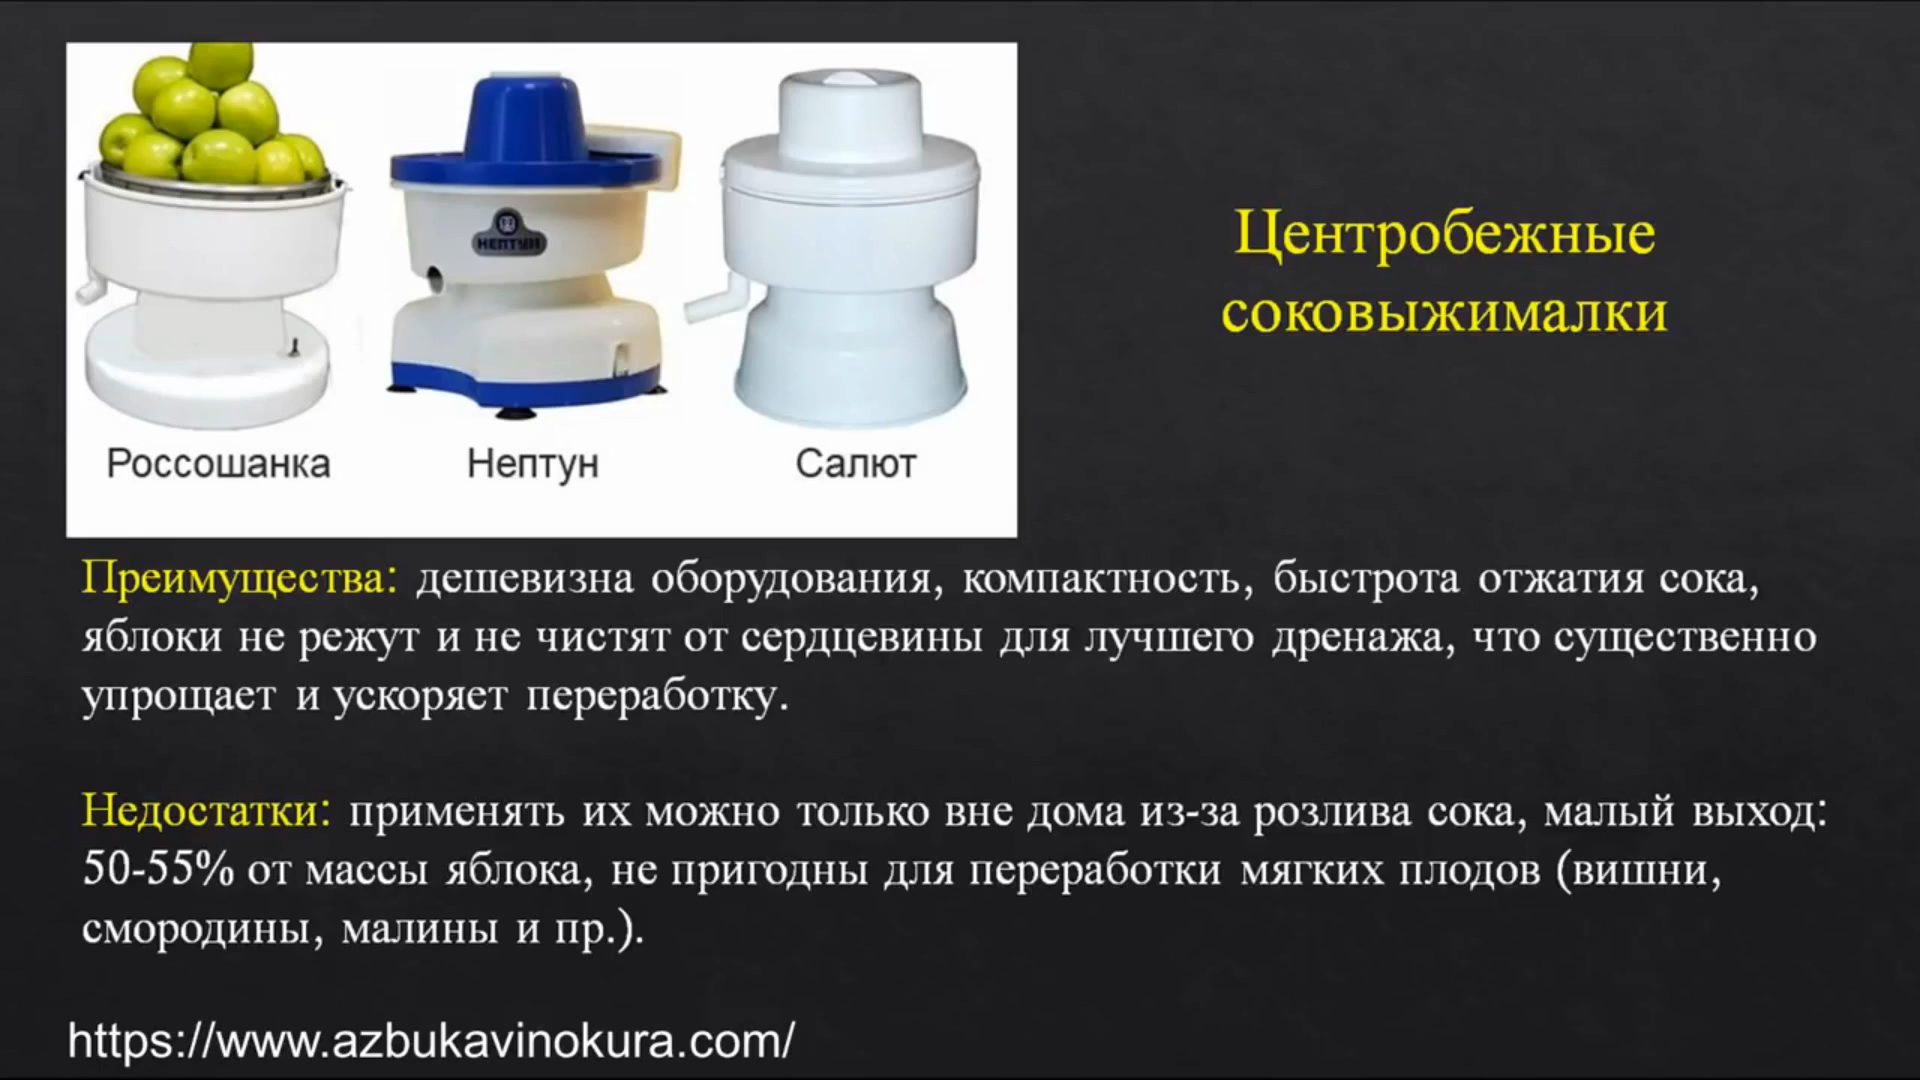 Центробежные
соковыжималки
НЕПТУН
Россошанка
Нептун
Салют
Преимущества: дешевизна оборудования, компактность, быстрота отжатия сока,
яблоки не режут и не чистят от сердцевины для лучшего дренажа, что существенно
упрощает и ускоряет переработку.
Недостатки: применять их можно только вне дома из-за розлива сока, малый выход:
50-55% от массы яблока, не пригодны для переработки мягких плодов (вишни,
смородины, малины и пр.).
https://www.azbukavinokura.com/